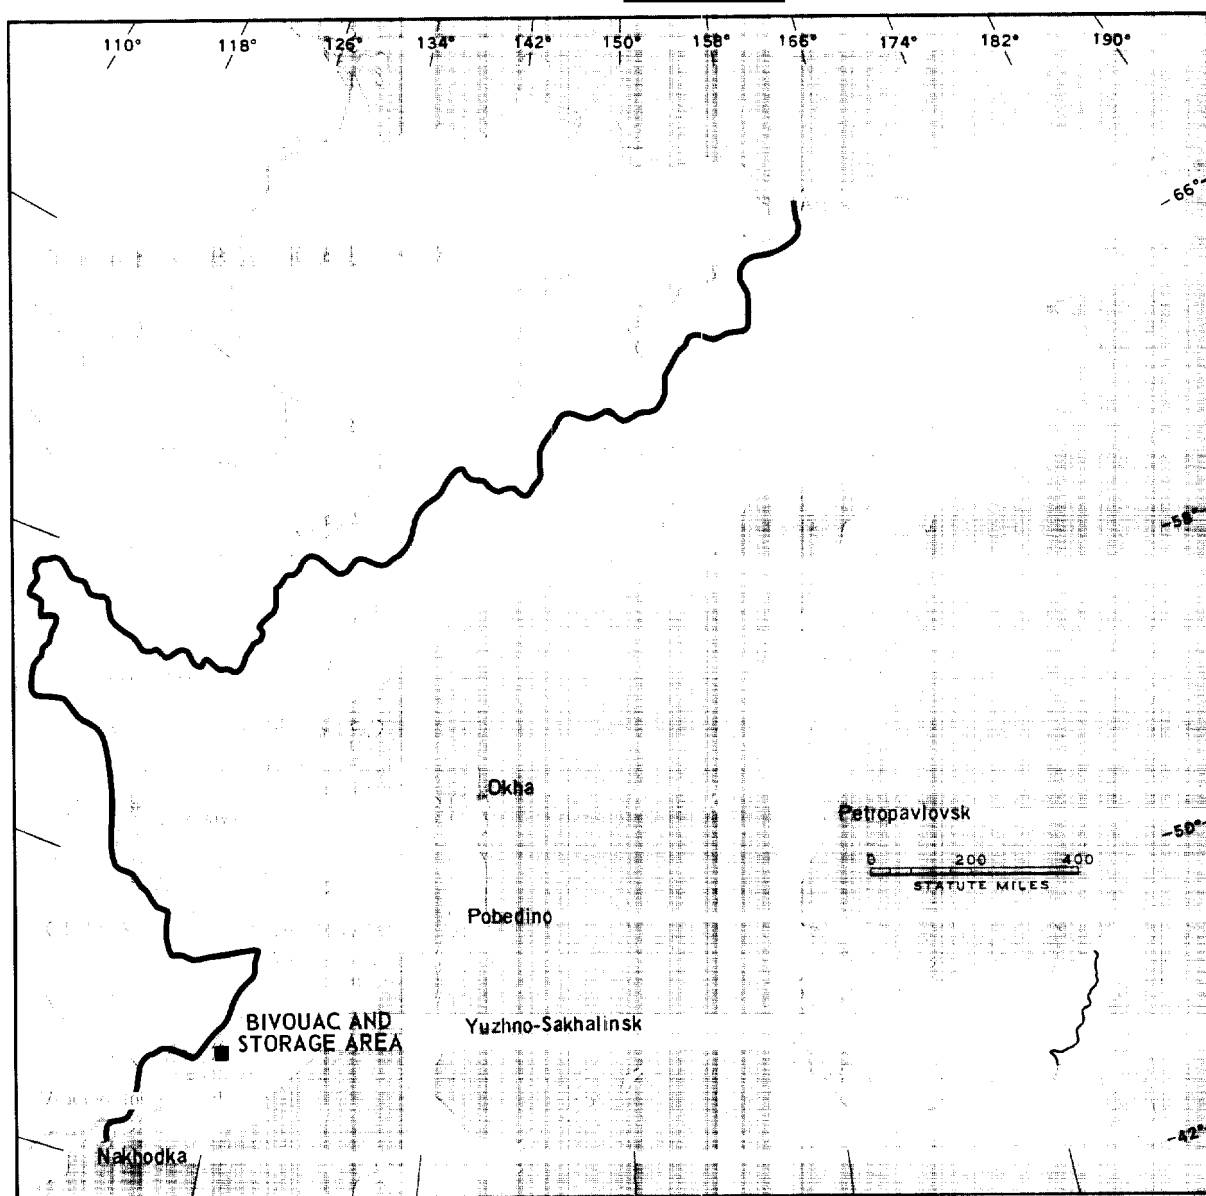 110° 118° 126° 134° 142° 150° 158° 166° 174° 182° 190°
66°
58°
Okha
Petropavlovsk
50°
0 200 400
STATUTE MILES
Pobedino
BIVOUAC AND
STORAGE AREA
Yuzhno-Sakhalinsk
42°
Nakhodka